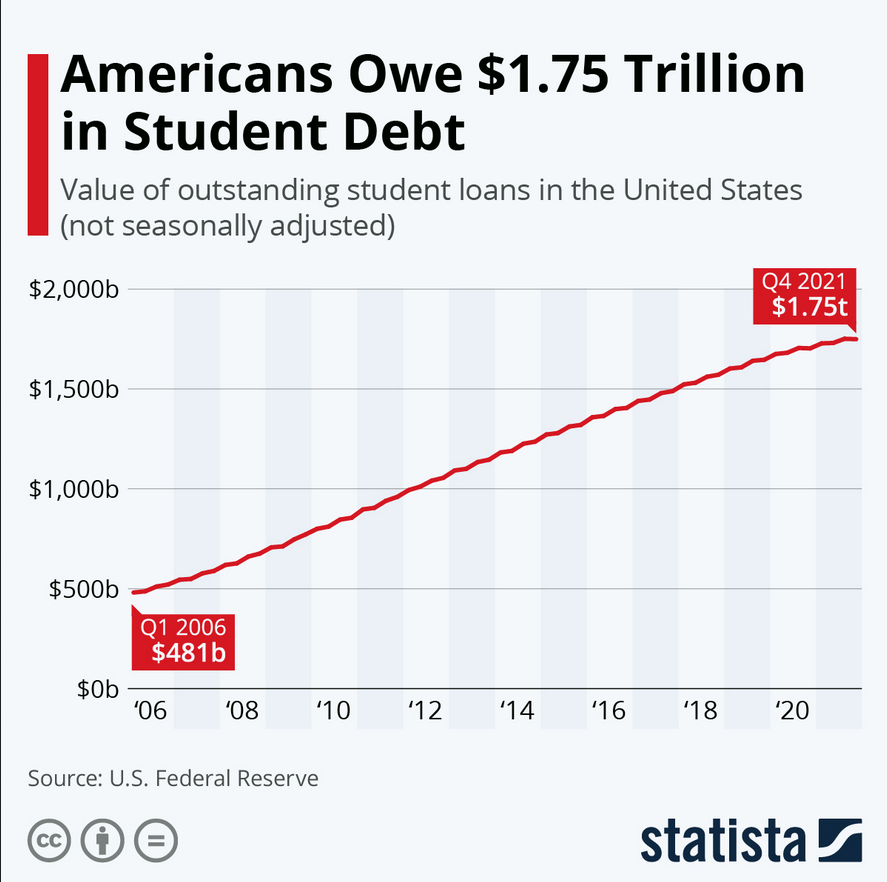 Americans Owe $1.75 Trillion
in Student Debt
Value of outstanding student loans in the United States
(not seasonally adjusted)
$2,000b
Q4 2021
$1.75t
$1,500b
$1,000b
$500b
Q1 2006
$481b
$0b
‘06 ‘08 ‘10 ‘12 ‘14 ‘16 ‘18 ‘20
Source: U.S. Federal Reserve
cc
=
statista